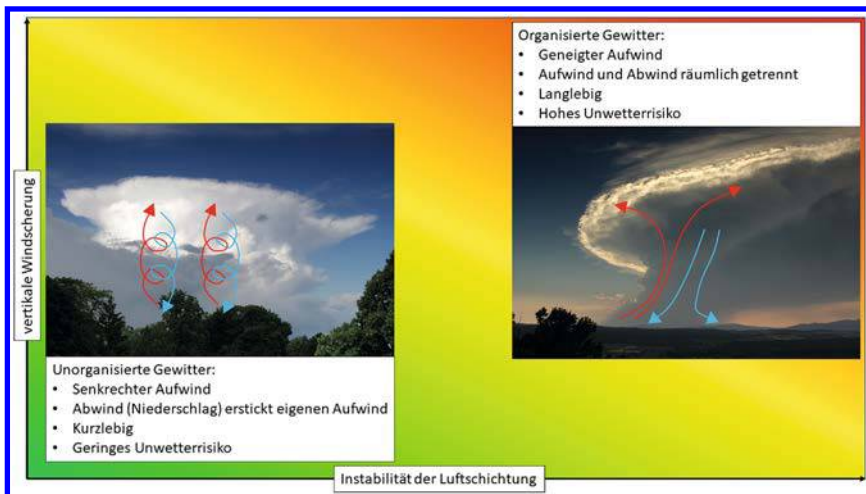 Organisierte Gewitter:
• Geneigter Aufwind
• Aufwind und Abwind räumlich getrennt
• Langlebig
• Hohes Unwetterrisiko
vertikale Windscherung
Unorganisierte Gewitter:
• Senkrechter Aufwind
• Abwind (Niederschlag) erstickt eigenen Aufwind
• Kurzlebig
• Geringes Unwetterrisiko
Instabilität der Luftschichtung